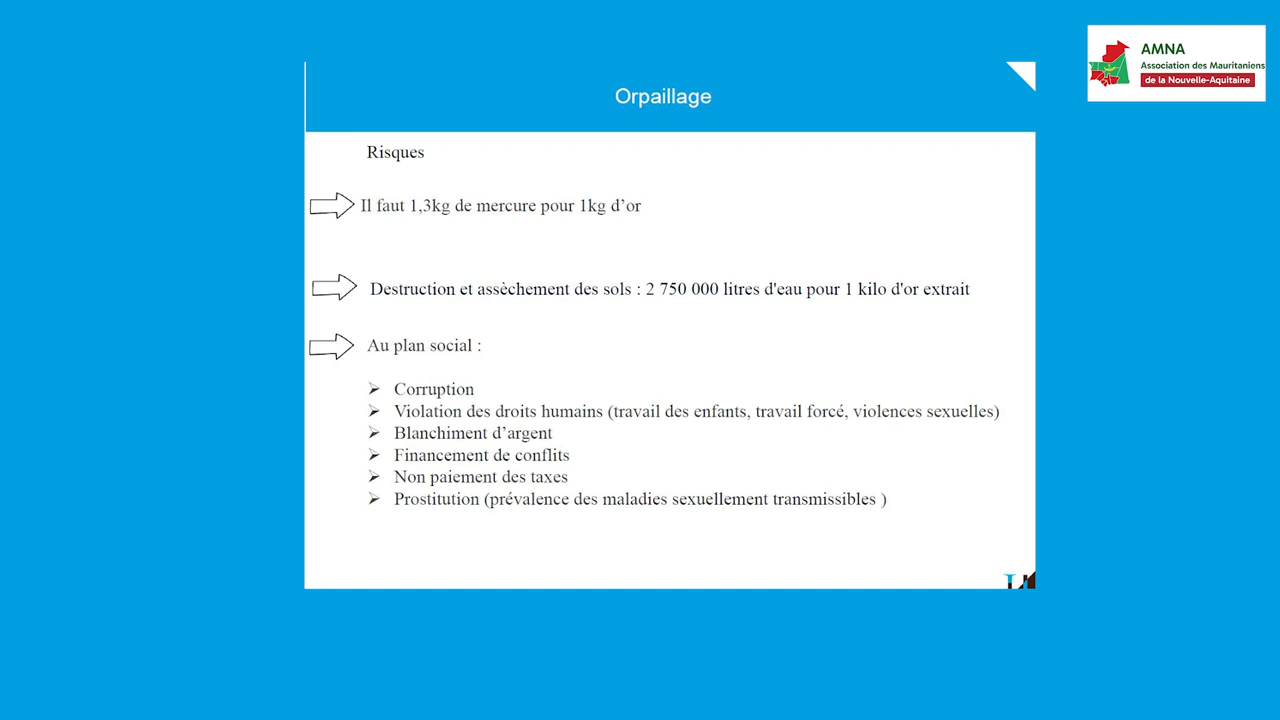 AMNA
Association des Mauritaniens
de la Nouvelle-Aquitaine
Orpaillage
Risques
Il faut 1,3kg de mercure pour 1kg d’or
Destruction et assèchement des sols : 2 750 000 litres d'eau pour 1 kilo d'or extrait
Au plan social :
Corruption
Violation des droits humains (travail des enfants, travail forcé, violences sexuelles)
Blanchiment d’argent
Financement de conflits
Non paiement des taxes
Prostitution (prévalence des maladies sexuellement transmissibles )